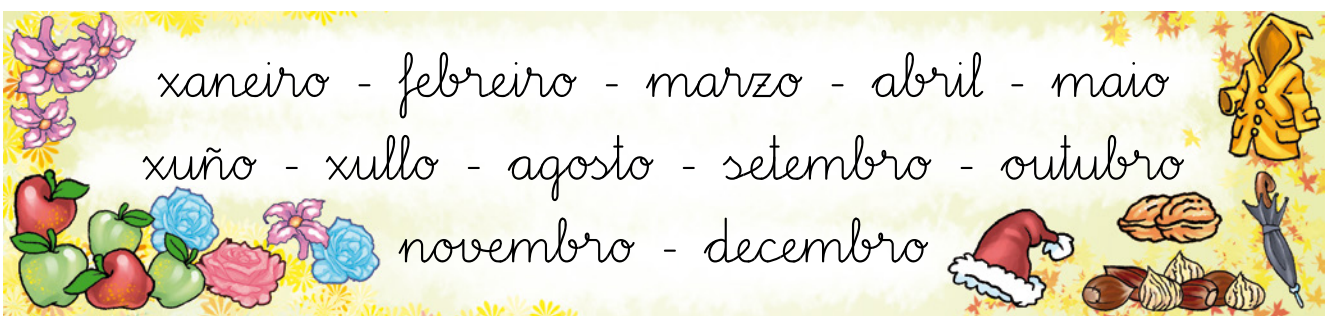 xaneiro - febreiro - marzo - abril - maio
xuño - xullo - agosto - setembro - outubro
novembro - decembro